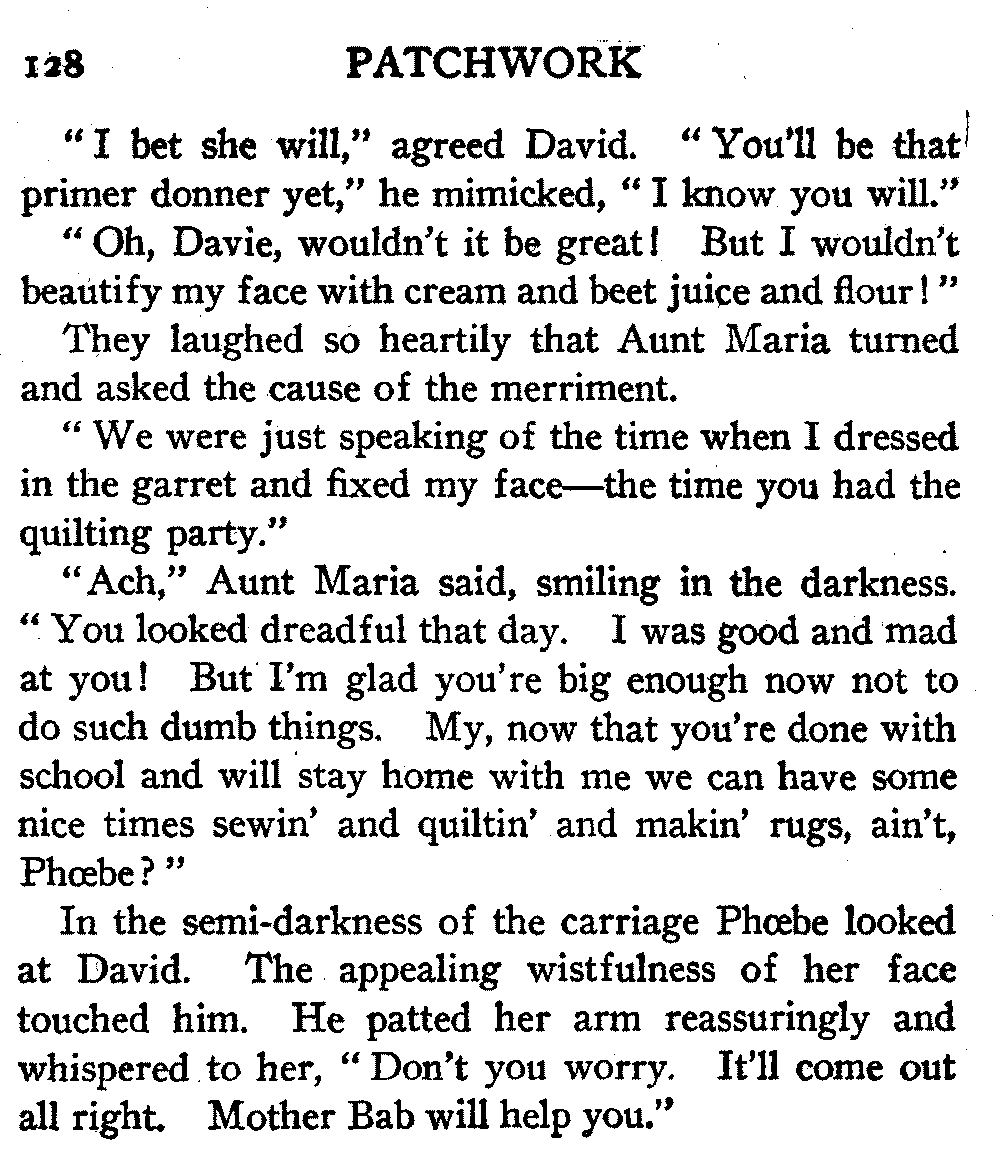 128 PATCHWORK
“I bet she will,” agreed David. “You'll be that
primer donner yet,” he mimicked, “I know you will.”
“Oh, Davie, wouldn't it be great! But I wouldn't
beautify my face with cream and beet juice and flour!”
They laughed so heartily that Aunt Maria turned
and asked the cause of the merriment.
“We were just speaking of the time when I dressed
in the garret and fixed my face—the time you had the
quilting party.”
“Ach,” Aunt Maria said, smiling in the darkness.
“You looked dreadful that day. I was good and mad
at you! But I'm glad you're big enough now not to
do such dumb things. My, now that you're done with
school and will stay home with me we can have some
nice times sewin' and quiltin' and makin' rugs, ain't,
Phœbe?”
In the semi-darkness of the carriage Phœbe looked
at David. The appealing wistfulness of her face
touched him. He patted her arm reassuringly and
whispered to her, “Don't you worry. It'll come out
all right. Mother Bab will help you.”